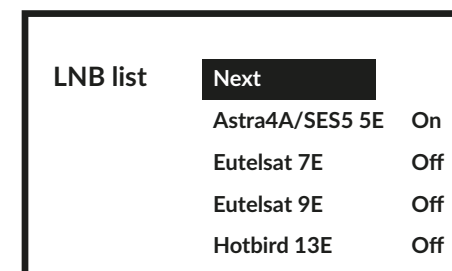 LNB list Next
Astra4A/SES5 5E On
Eutelsat 7E Off
Eutelsat 9E Off
Hotbird 13E Off